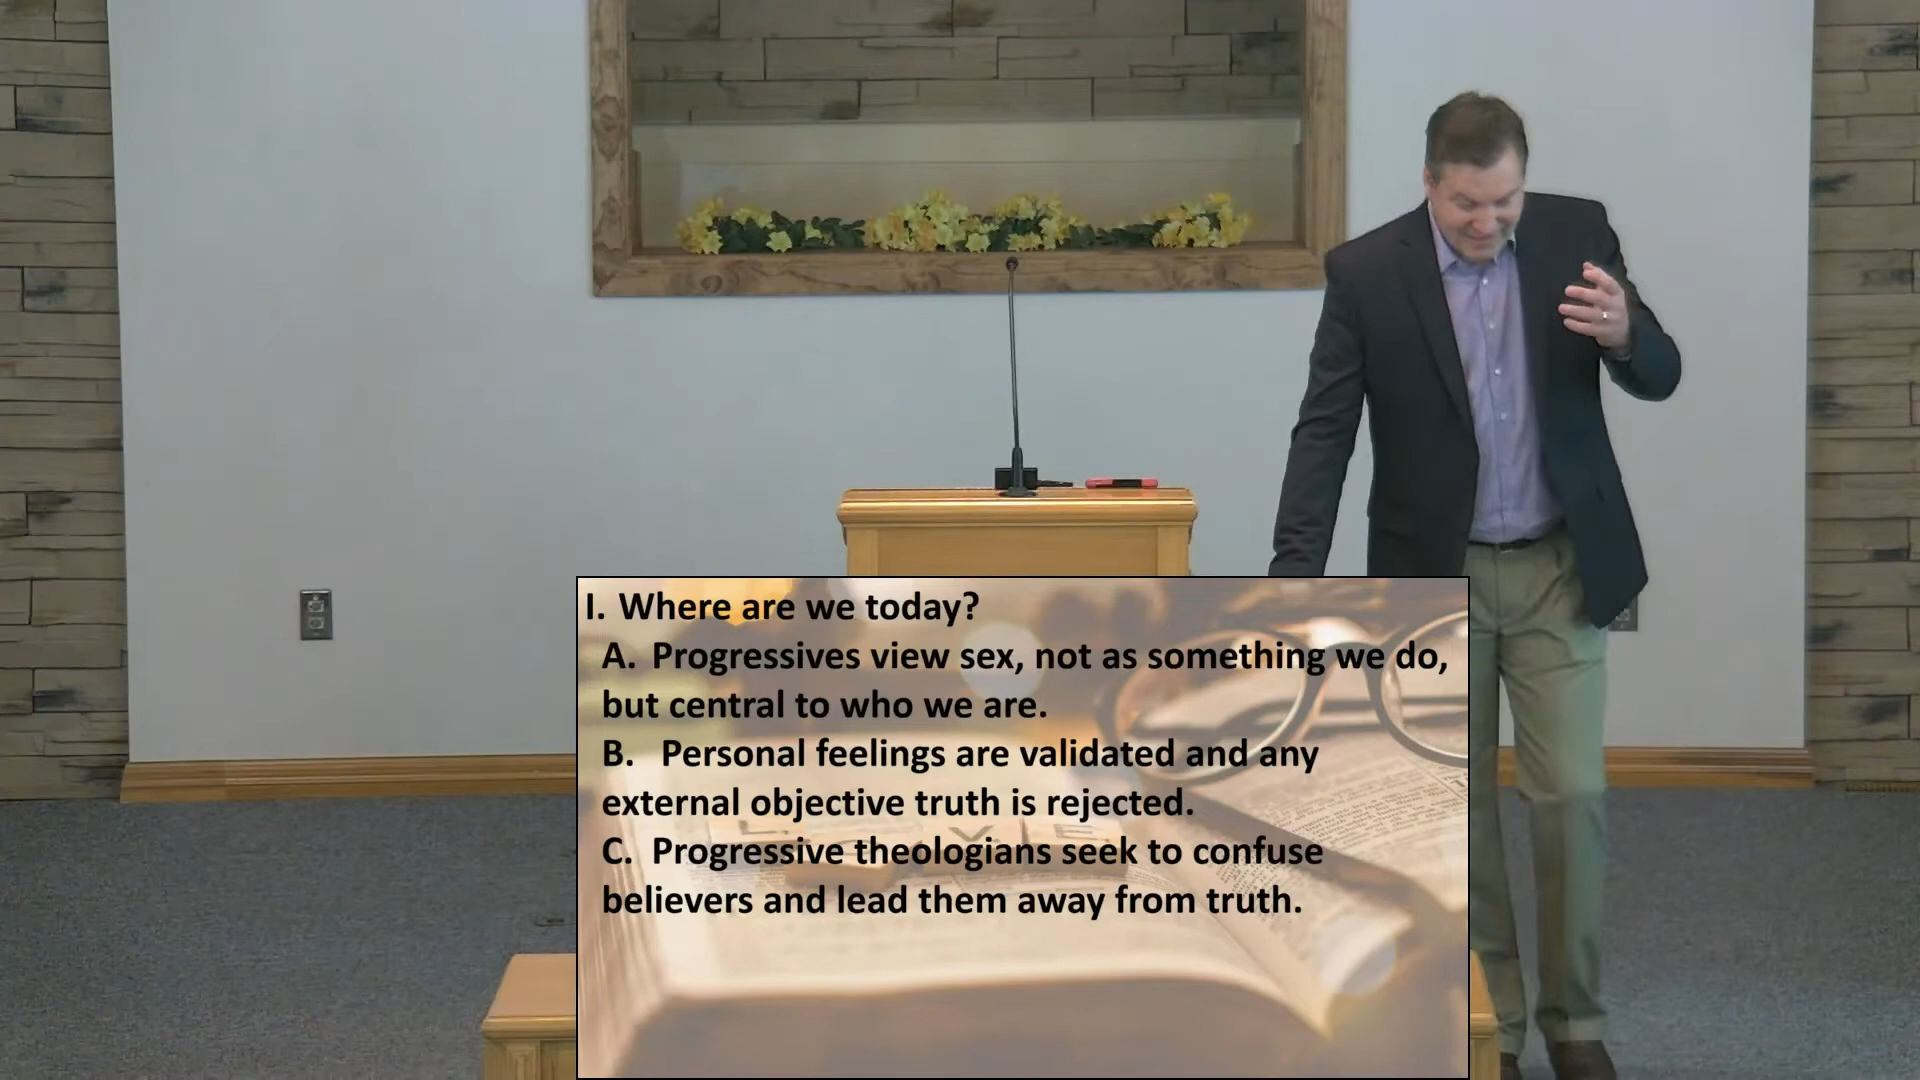 I. Where are we today?
A. Progressives view sex, not as something we do,
but central to who we are.
B. Personal feelings are validated and any
external objective truth is rejected.
C. Progressive theologians seek to confuse
believers and lead them away from truth.
L VE